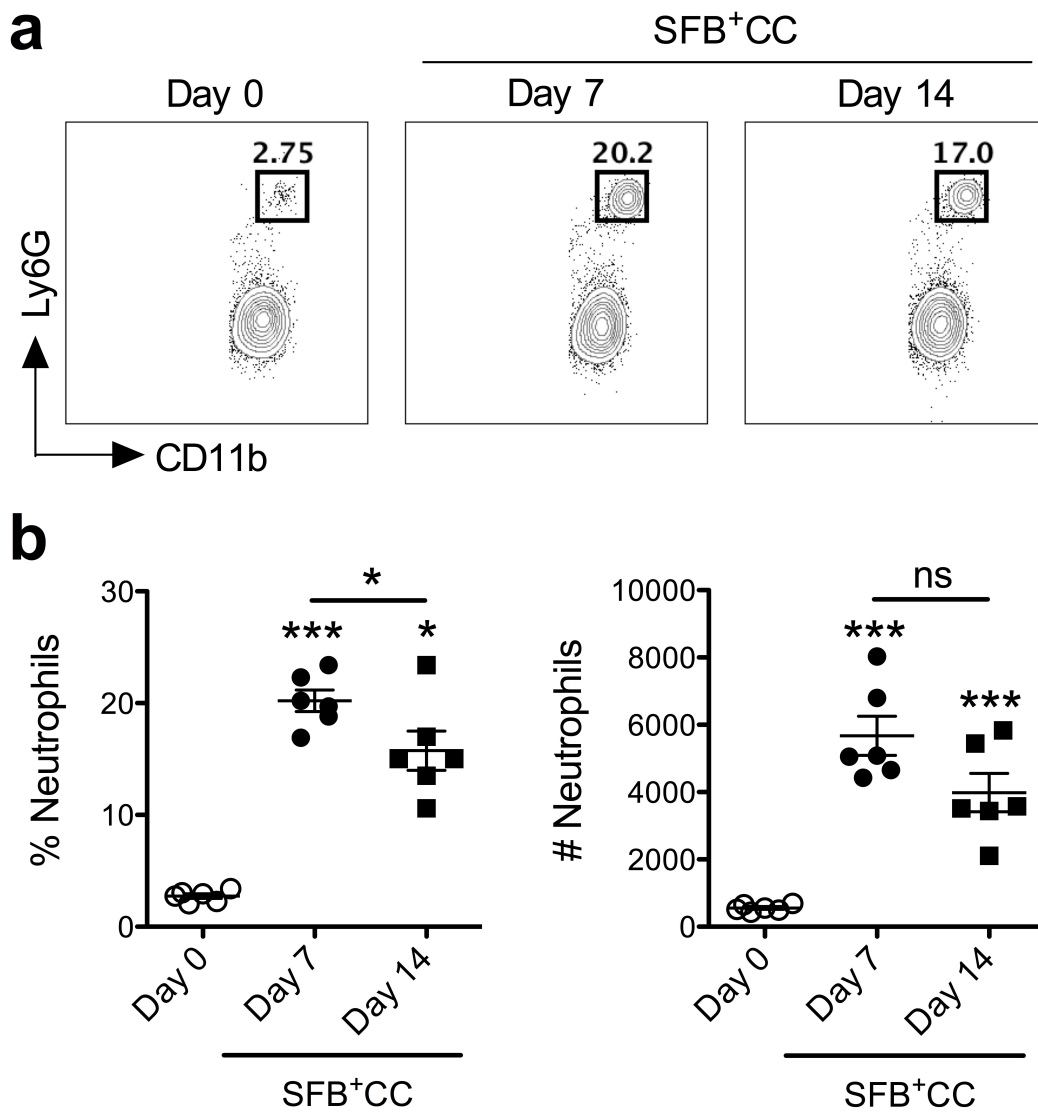 a
SFB⁺CC
Day 0
Day 7
Day 14
2.75
20.2
17.0
Ly6G
CD11b
b
% Neutrophils
30
20
10
0
*
***
*
Day 0
Day 7
Day 14
SFB⁺CC
# Neutrophils
10000
8000
6000
4000
2000
0
ns
***
***
Day 0
Day 7
Day 14
SFB⁺CC